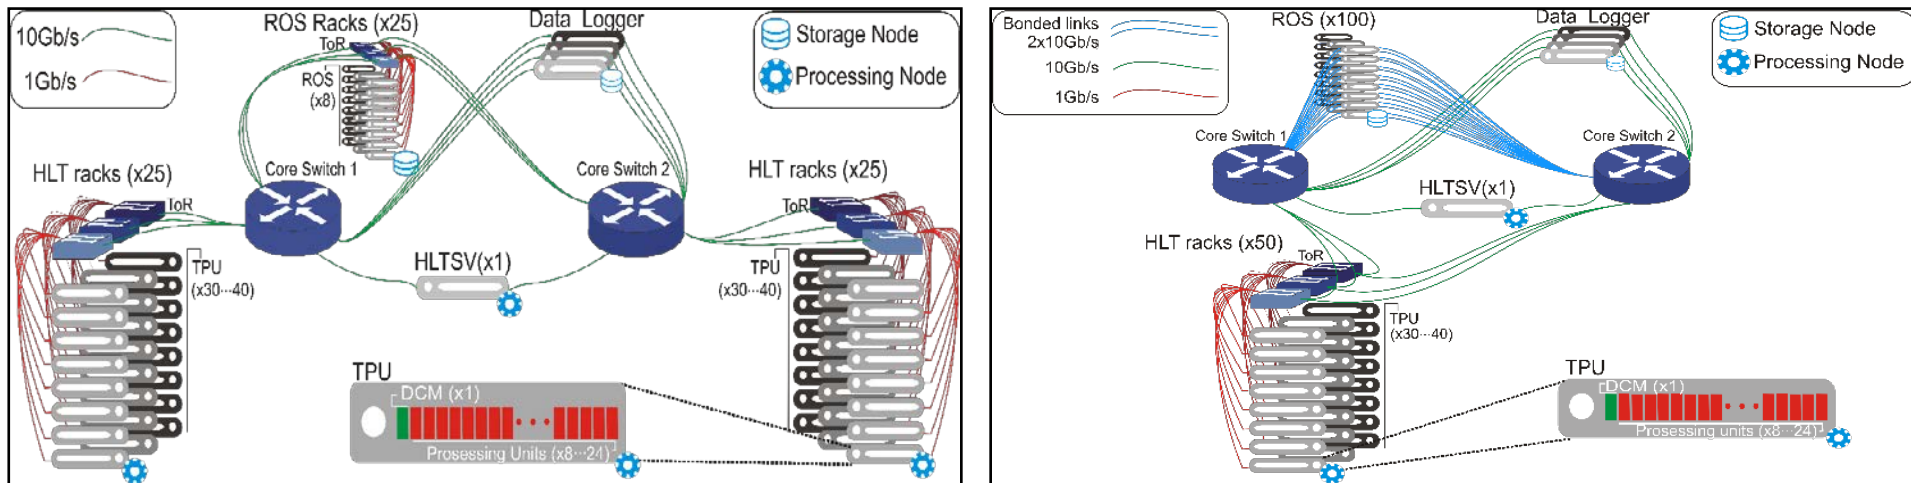 10Gb/s
1Gb/s
ROS Racks (x25)
ToR
ROS
(x8)
Data Logger
Storage Node
Processing Node
HLT racks (x25)
ToR
Core Switch 1
Core Switch 2
HLT racks (x25)
ToR
TPU
(x30···40)
HLTSV(x1)
TPU
(x30···40)
TPU
DCM (x1)
Prosessing Units (x8···24)
Bonded links
2x10Gb/s
10Gb/s
1Gb/s
ROS (x100)
Data Logger
Storage Node
Processing Node
Core Switch 1
Core Switch 2
HLTSV(x1)
HLT racks (x50)
ToR
TPU
(x30···40)
TPU
DCM (x1)
Prosessing units (x8···24)